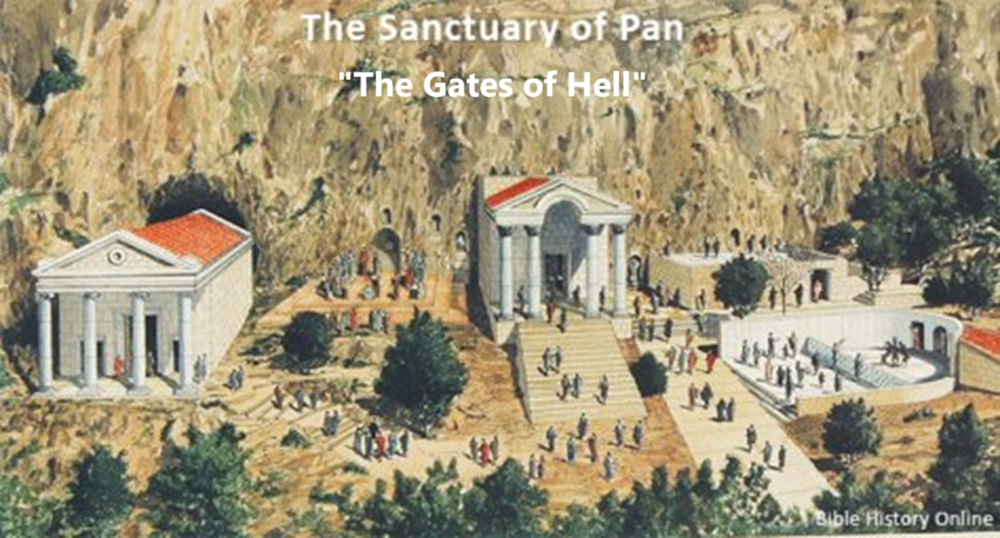 The Sanctuary of Pan
"The Gates of Hell"
Bible History Online